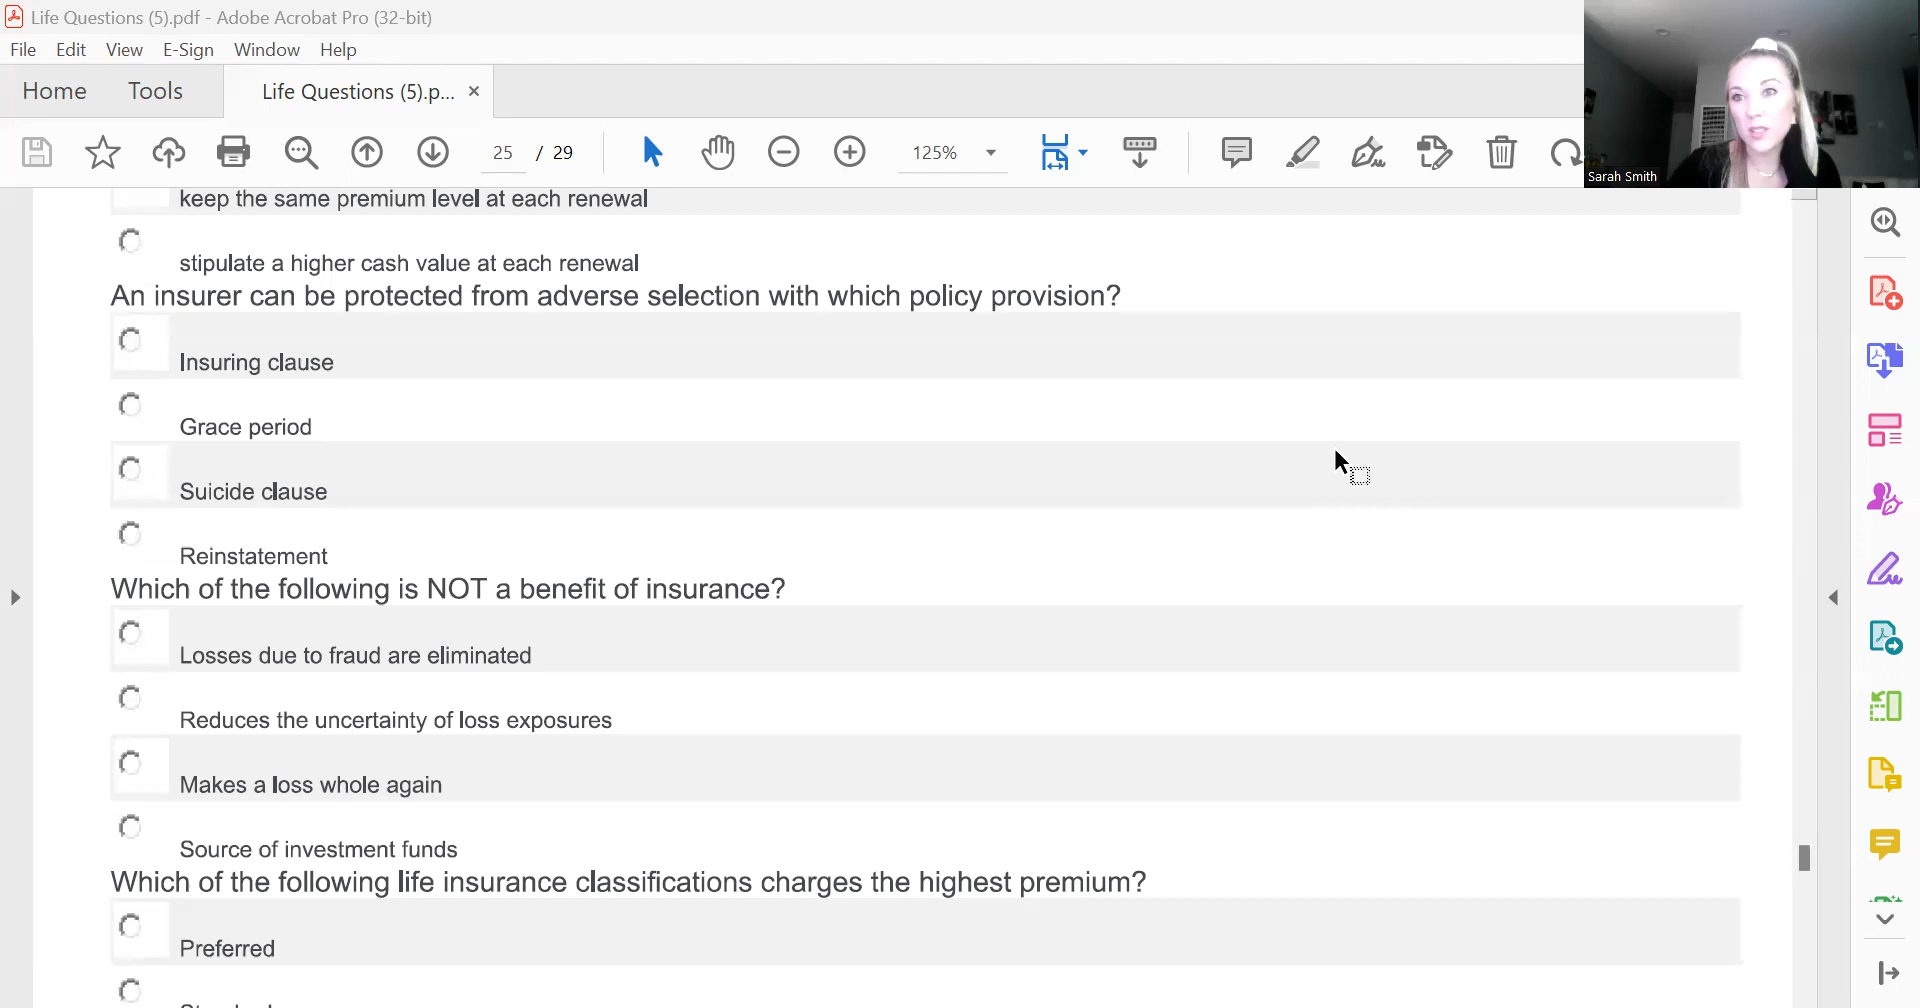 Life Questions (5).pdf - Adobe Acrobat Pro (32-bit)
File Edit View E-Sign Window Help
Home Tools Life Questions (5).p... ×
25 / 29 125%
Sarah Smith
keep the same premium level at each renewal
stipulate a higher cash value at each renewal
An insurer can be protected from adverse selection with which policy provision?
Insuring clause
Grace period
Suicide clause
Reinstatement
Which of the following is NOT a benefit of insurance?
Losses due to fraud are eliminated
Reduces the uncertainty of loss exposures
Makes a loss whole again
Source of investment funds
Which of the following life insurance classifications charges the highest premium?
Preferred